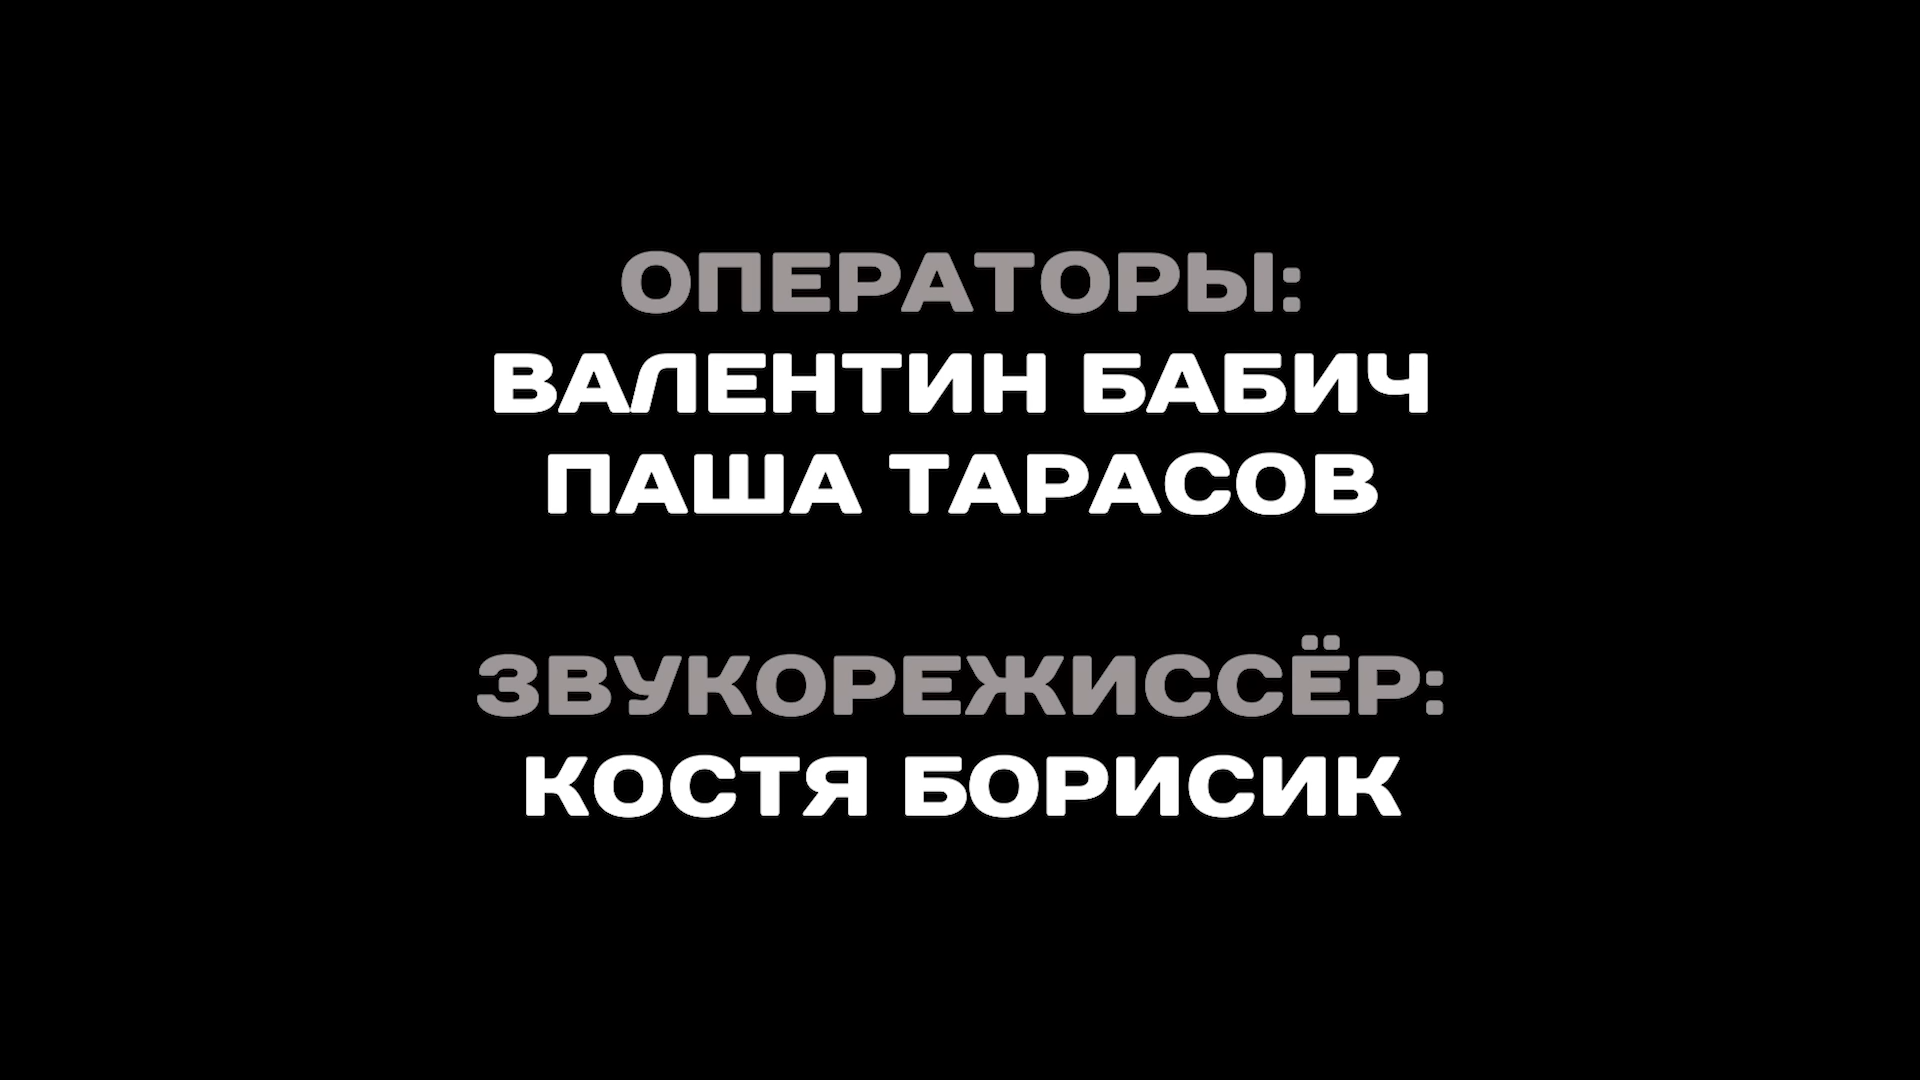 ОПЕРАТОРЫ:
ВАЛЕНТИН БАБИЧ
ПАША ТАРАСОВ
ЗВУКОРЕЖИССЁР:
КОСТЯ БОРИСИК